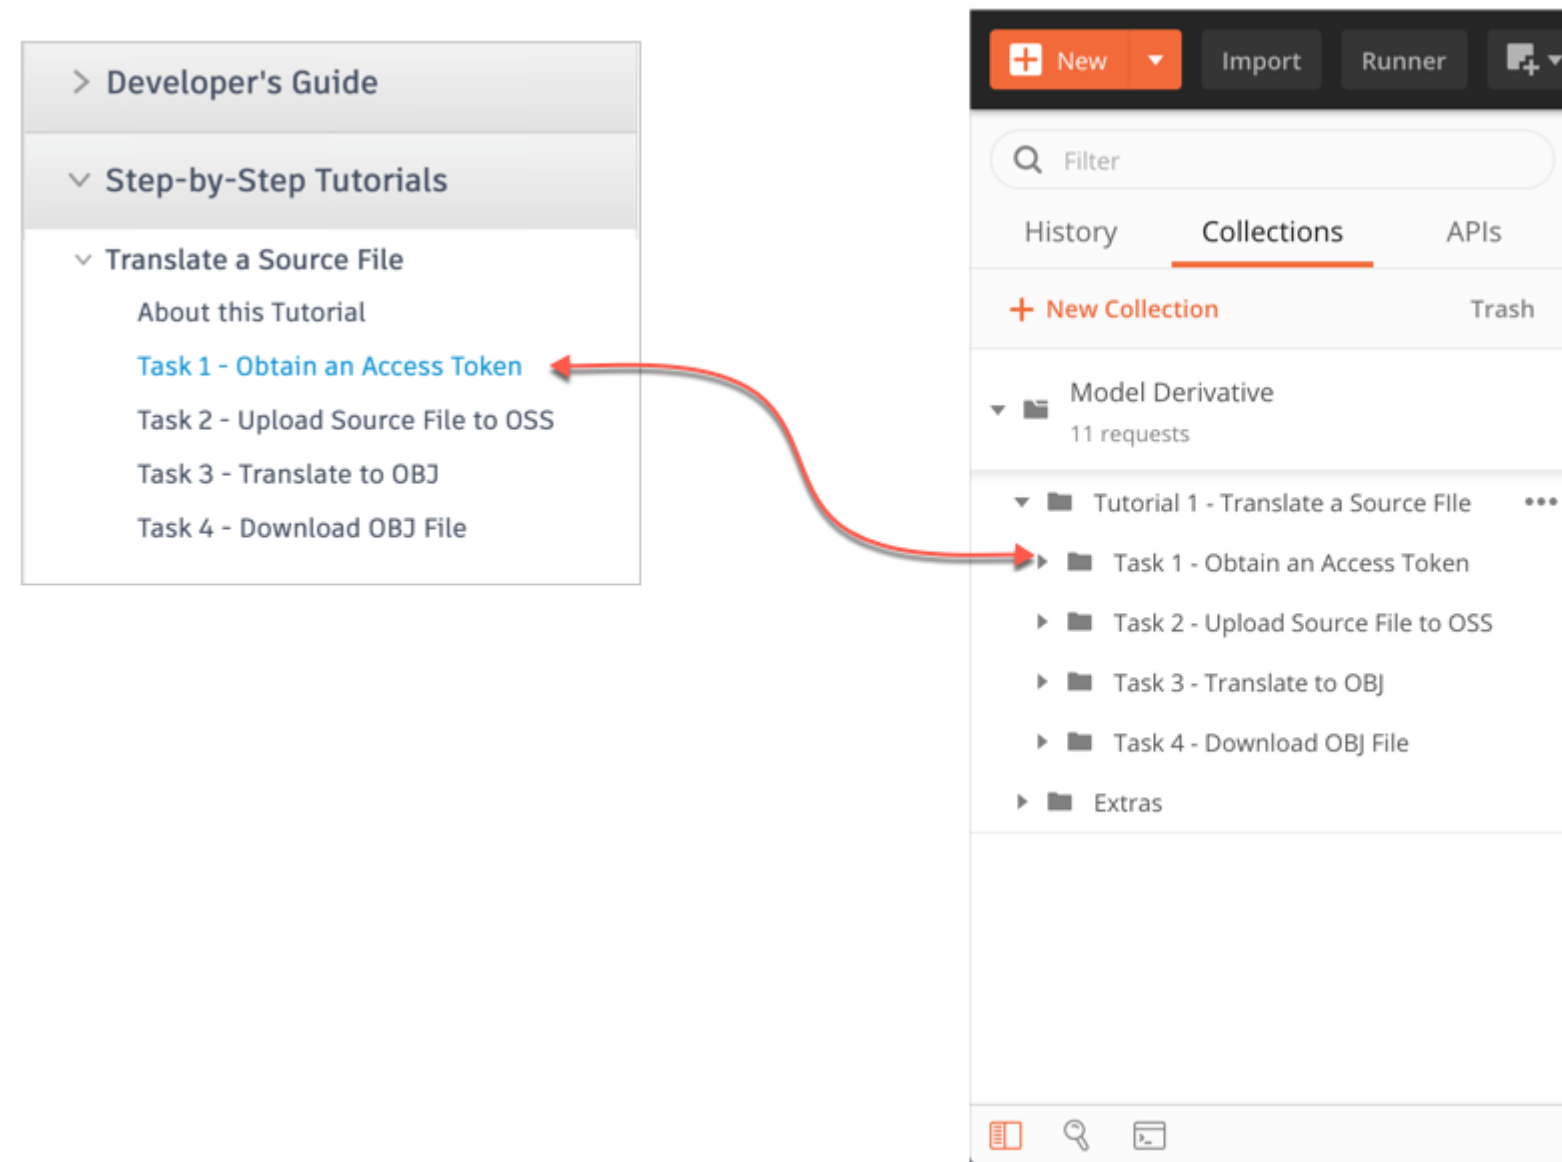 Developer's Guide
Step-by-Step Tutorials
Translate a Source File
About this Tutorial
Task 1 - Obtain an Access Token
Task 2 - Upload Source File to OSS
Task 3 - Translate to OBJ
Task 4 - Download OBJ File
New Import Runner
Filter
History Collections APIs
+ New Collection Trash
Model Derivative
11 requests
Tutorial 1 - Translate a Source FIle
Task 1 - Obtain an Access Token
Task 2 - Upload Source File to OSS
Task 3 - Translate to OBJ
Task 4 - Download OBJ File
Extras